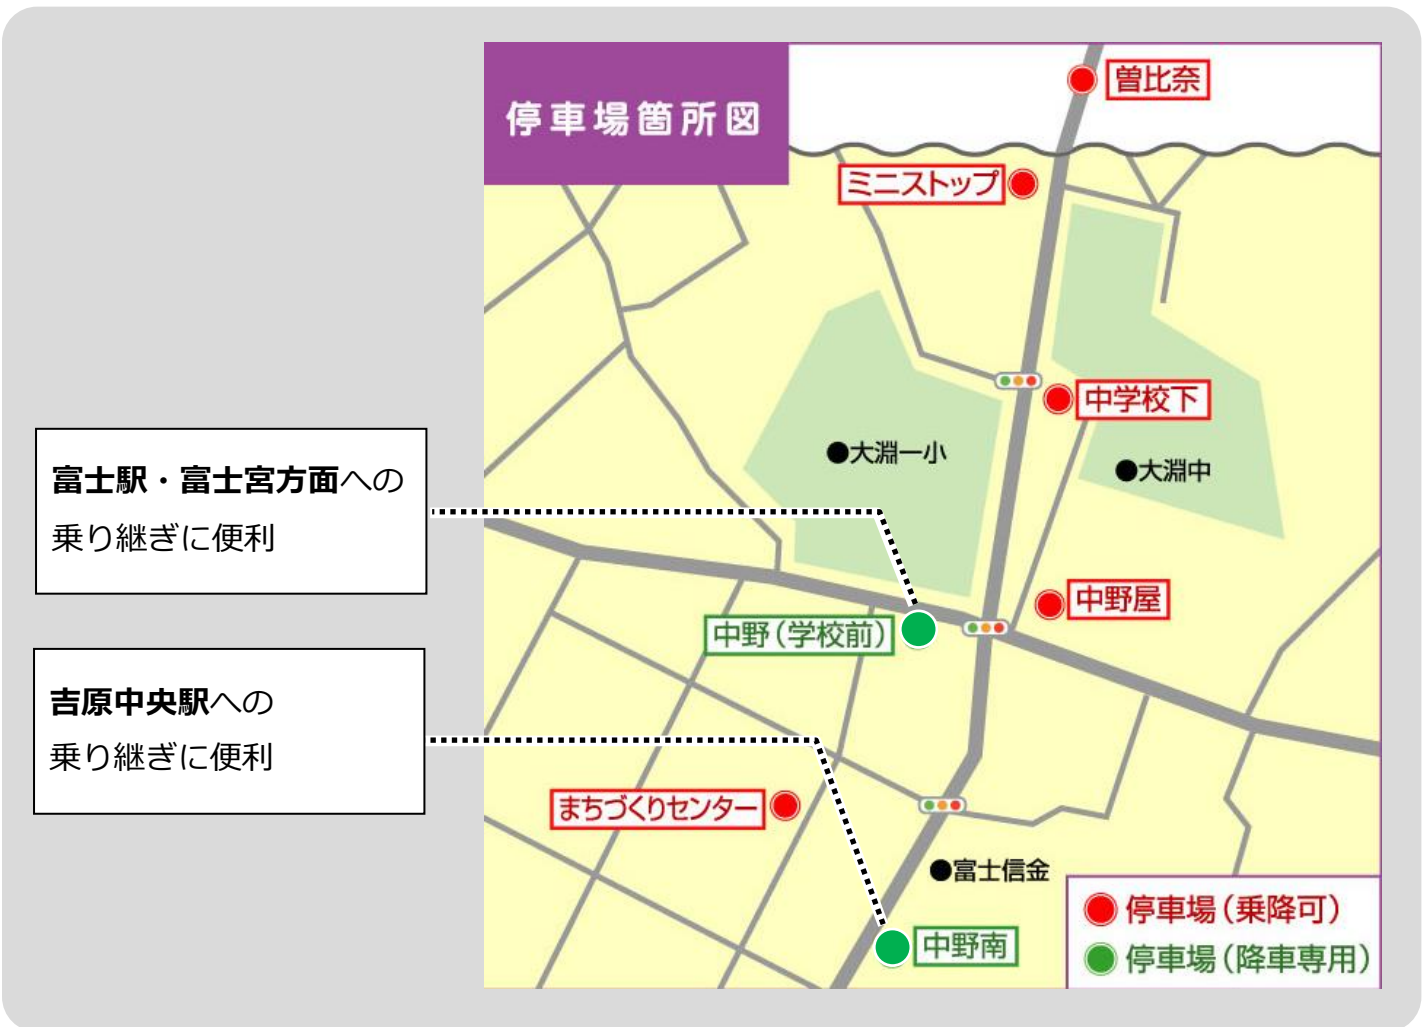 停車場箇所図
曽比奈
ミニストップ
中学校下
●大淵一小
●大淵中
富士駅・富士宮方面への
乗り継ぎに便利
中野屋
中野（学校前）
吉原中央駅への
乗り継ぎに便利
まちづくりセンター
●富士信金
中野南
停車場（乗降可）
停車場（降車専用）